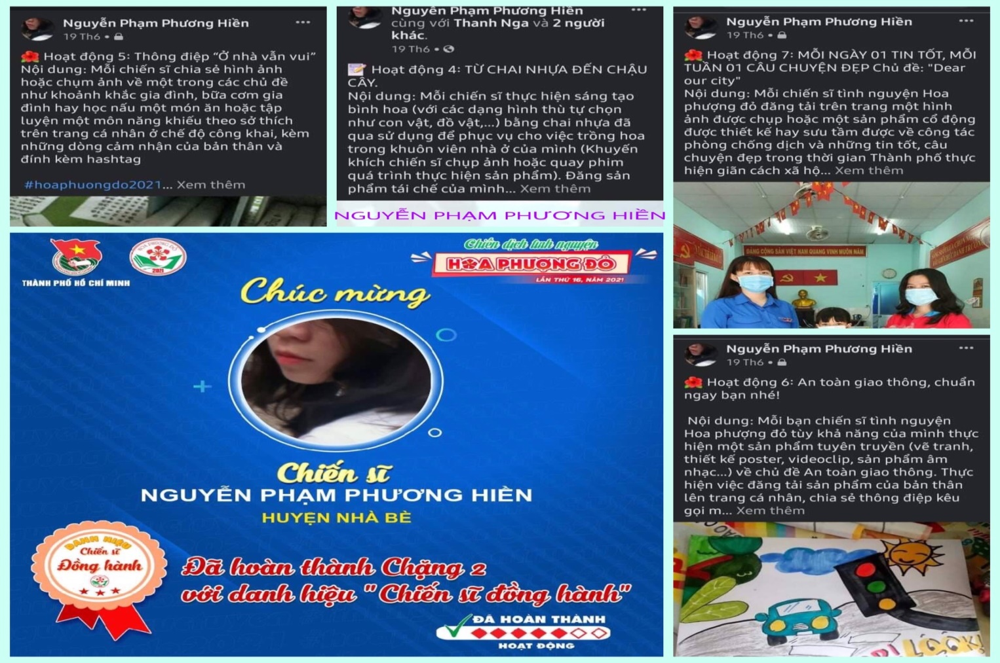 Nguyễn Phạm Phương Hiền
19 Th6
Hoạt động 5: Thông điệp “Ở nhà vẫn vui”
Nội dung: Mỗi chiến sĩ chia sẻ hình ảnh
hoặc chụm ảnh về một trong các chủ đề
như khoảnh khắc gia đình, bữa cơm gia
đình hay học nấu một món ăn hoặc tập
luyện một môn năng khiếu theo sở thích
trên trang cá nhân ở chế độ công khai, kèm
những dòng cảm nhận của bản thân và
đính kèm hashtag
#hoaphuongdo2021... Xem thêm
Nguyễn Phạm Phương Hiền
cùng với Thanh Nga và 2 người
khác.
19 Th6
Hoạt động 4: TỪ CHAI NHỰA ĐẾN CHẬU
CÂY.
Nội dung: Mỗi chiến sĩ thực hiện sáng tạo
bình hoa (với các dạng hình thù tự chọn
như con vật, đồ vật,...) bằng chai nhựa đã
qua sử dụng để phục vụ cho việc trồng hoa
trong khuôn viên nhà ở của mình (Khuyến
khích chiến sĩ chụp ảnh hoặc quay phim
quá trình thực hiện sản phẩm). Đăng sản
phẩm tái chế của mình... Xem thêm
NGUYỄN PHẠM PHƯƠNG HIỀN
Nguyễn Phạm Phương Hiền
19 Th6
Hoạt động 7: MỖI NGÀY 01 TIN TỐT, MỖI
TUẦN 01 CÂU CHUYỆN ĐẸP Chủ đề: "Dear
our city"
Nội dung: Mỗi chiến sĩ tình nguyện Hoa
phượng đỏ đăng tải trên trang một hình
ảnh được chụp hoặc một sản phẩm cổ động
được thiết kế hay sưu tầm được về công tác
phòng chống dịch và những tin tốt, câu
chuyện đẹp trong thời gian Thành phố thực
hiện giãn cách xã hộ... Xem thêm
ĐẢNG CỘNG SẢN VIỆT NAM QUANG VINH MUÔN NĂM
THÀNH PHỐ HỒ CHÍ MINH
HOA PHƯỢNG ĐỎ
2021
Chiến dịch tình nguyện
HOA PHƯỢNG ĐỎ
LẦN THỨ 16, NĂM 2021
Chúc mừng
Chiến sĩ
NGUYỄN PHẠM PHƯƠNG HIỀN
HUYỆN NHÀ BÈ
DANH HIỆU
Chiến sĩ
Đồng hành
Đã hoàn thành Chặng 2
với danh hiệu "Chiến sĩ đồng hành"
ĐÃ HOÀN THÀNH
HOẠT ĐỘNG
Nguyễn Phạm Phương Hiền
19 Th6
Hoạt động 6: An toàn giao thông, chuẩn
ngay bạn nhé!
Nội dung: Mỗi bạn chiến sĩ tình nguyện
Hoa phượng đỏ tùy khả năng của mình thực
hiện một sản phẩm tuyên truyền (vẽ tranh,
thiết kế poster, videoclip, sản phẩm âm
nhạc...) về chủ đề An toàn giao thông. Thực
hiện việc đăng tải sản phẩm của bản thân
lên trang cá nhân, chia sẻ thông điệp kêu
gọi m... Xem thêm
LOOK!